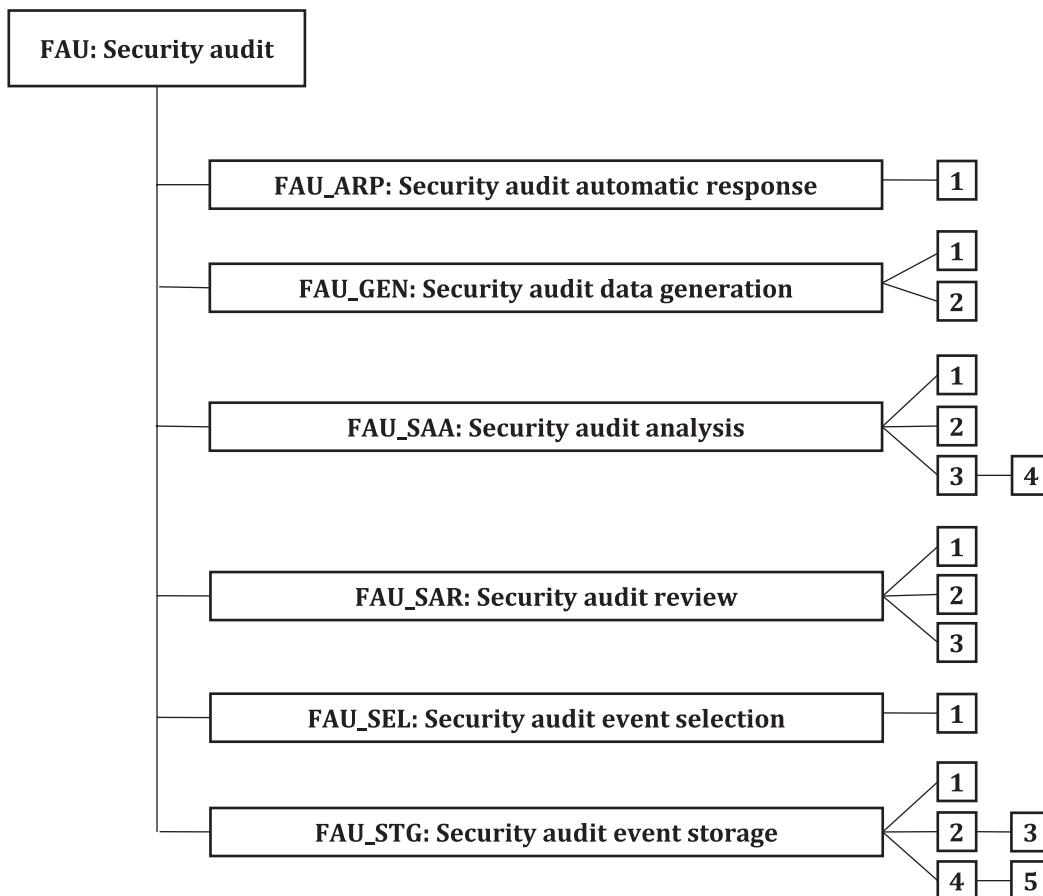 FAU: Security audit
FAU_ARP: Security audit automatic response
1
FAU_GEN: Security audit data generation
1
2
FAU_SAA: Security audit analysis
1
2
3
4
FAU_SAR: Security audit review
1
2
3
FAU_SEL: Security audit event selection
1
FAU_STG: Security audit event storage
1
2
3
4
5